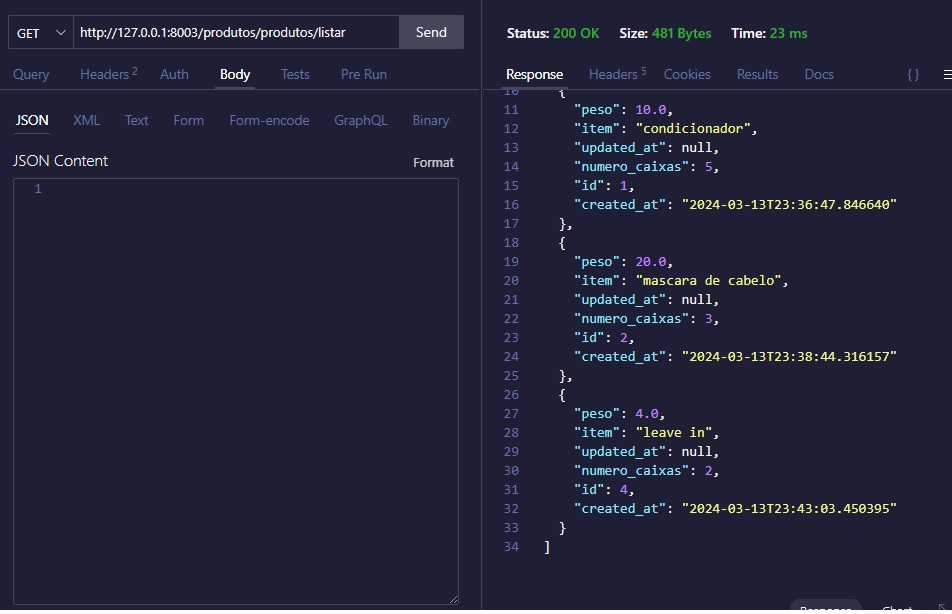 GET http://127.0.0.1:8003/produtos/produtos/listar Send
Query Headers 2 Auth Body Tests Pre Run
JSON XML Text Form Form-encode GraphQL Binary
JSON Content Format
1
Status: 200 OK Size: 481 Bytes Time: 23 ms
Response Headers 5 Cookies Results Docs { }
10 {
11 "peso": 10.0,
12 "item": "condicionador",
13 "updated_at": null,
14 "numero_caixas": 5,
15 "id": 1,
16 "created_at": "2024-03-13T23:36:47.846640"
17 },
18 {
19 "peso": 20.0,
20 "item": "mascara de cabelo",
21 "updated_at": null,
22 "numero_caixas": 3,
23 "id": 2,
24 "created_at": "2024-03-13T23:38:44.316157"
25 },
26 {
27 "peso": 4.0,
28 "item": "leave in",
29 "updated_at": null,
30 "numero_caixas": 2,
31 "id": 4,
32 "created_at": "2024-03-13T23:43:03.450395"
33 }
34 ]
Response Chart